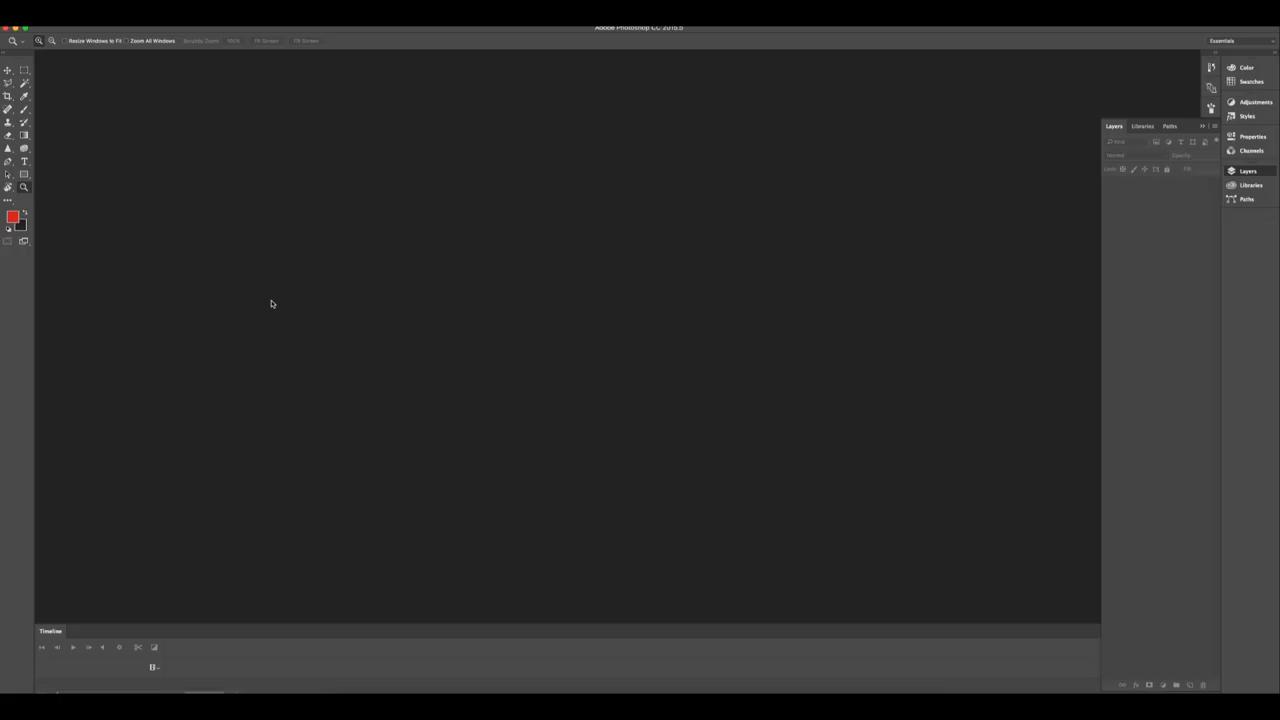 Adobe Photoshop CC 2015.5
Resize Windows to Fit Zoom All Windows Scrubby Zoom 100% Fit Screen Fill Screen Essentials
Color
Swatches
Adjustments
Styles
Properties
Channels
Layers
Libraries
Paths
Layers Libraries Paths
Kind
Normal Opacity
Lock: Fill
Timeline